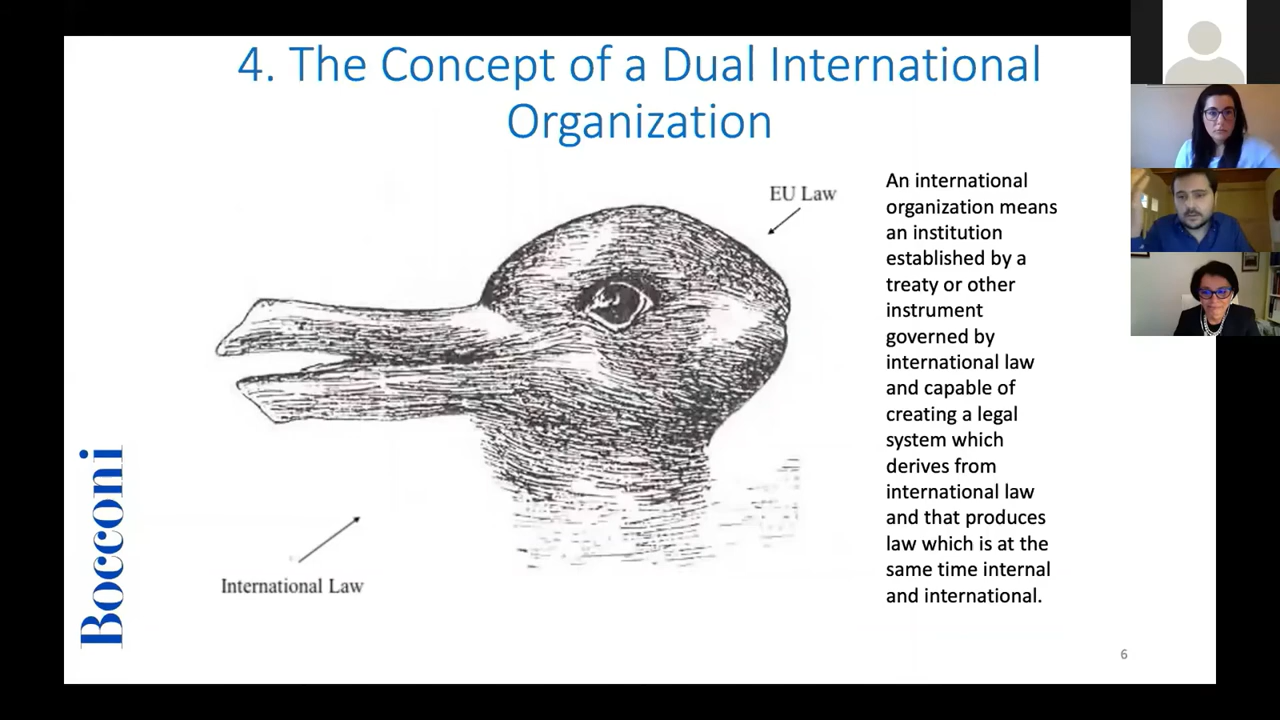 4. The Concept of a Dual International
Organization
EU Law
International Law
An international
organization means
an institution
established by a
treaty or other
instrument
governed by
international law
and capable of
creating a legal
system which
derives from
international law
and that produces
law which is at the
same time internal
and international.
Bocconi
6